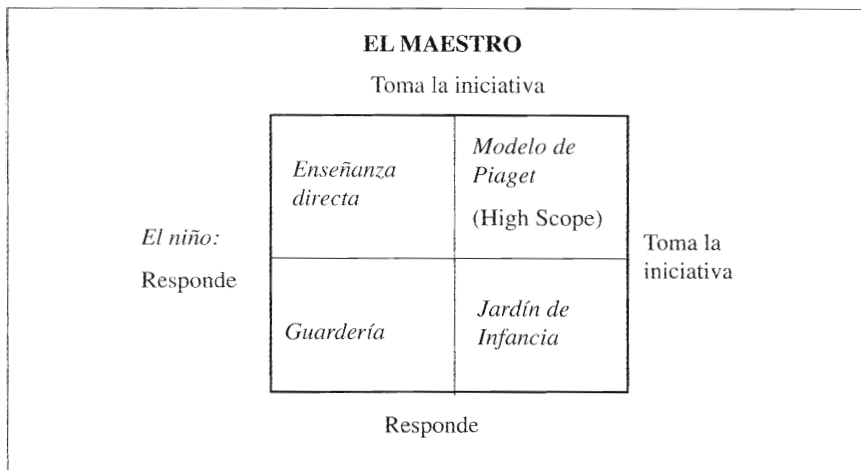 EL MAESTRO
Toma la iniciativa
Enseñanza
directa
Modelo de
Piaget
(High Scope)
El niño:
Responde
Toma la
iniciativa
Guardería
Jardín de
Infancia
Responde